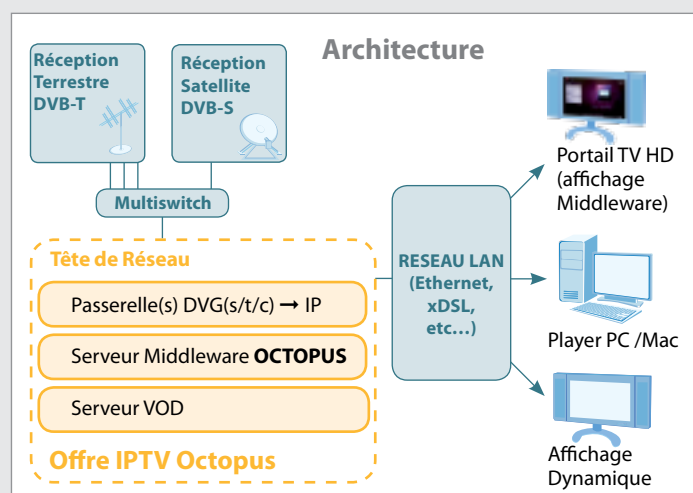 Architecture
Réception
Terrestre
DVB-T
Réception
Satellite
DVB-S
Multiswitch
Tête de Réseau
Passerelle(s) DVG(s/t/c) → IP
Serveur Middleware OCTOPUS
Serveur VOD
Offre IPTV Octopus
RESEAU LAN
(Ethernet,
xDSL,
etc...)
Portail TV HD
(affichage
Middleware)
Player PC /Mac
Affichage
Dynamique